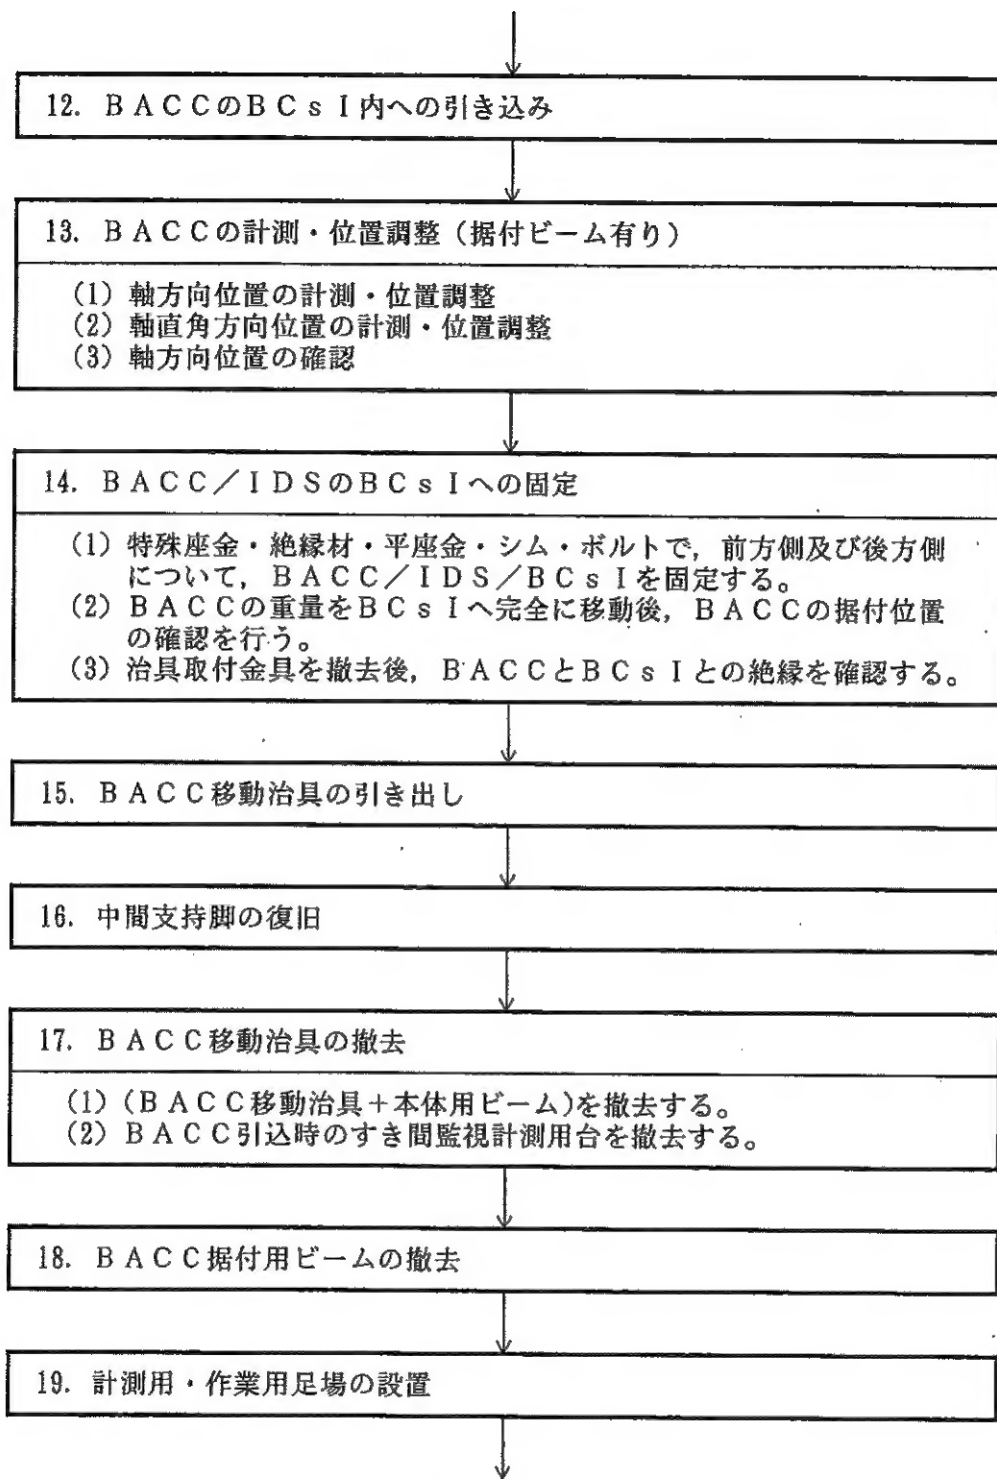 12. BACCのBCsI内への引き込み
13. BACCの計測・位置調整（据付ビーム有り）
(1) 軸方向位置の計測・位置調整
(2) 軸直角方向位置の計測・位置調整
(3) 軸方向位置の確認
14. BACC／IDSのBCsIへの固定
(1) 特殊座金・絶縁材・平座金・シム・ボルトで，前方側及び後方側
について，BACC／IDS／BCsIを固定する。
(2) BACCの重量をBCsIへ完全に移動後，BACCの据付位置
の確認を行う。
(3) 治具取付金具を撤去後，BACCとBCsIとの絶縁を確認する。
15. BACC移動治具の引き出し
16. 中間支持脚の復旧
17. BACC移動治具の撤去
(1) (BACC移動治具＋本体用ビーム)を撤去する。
(2) BACC引込時のすき間監視計測用台を撤去する。
18. BACC据付用ビームの撤去
19. 計測用・作業用足場の設置